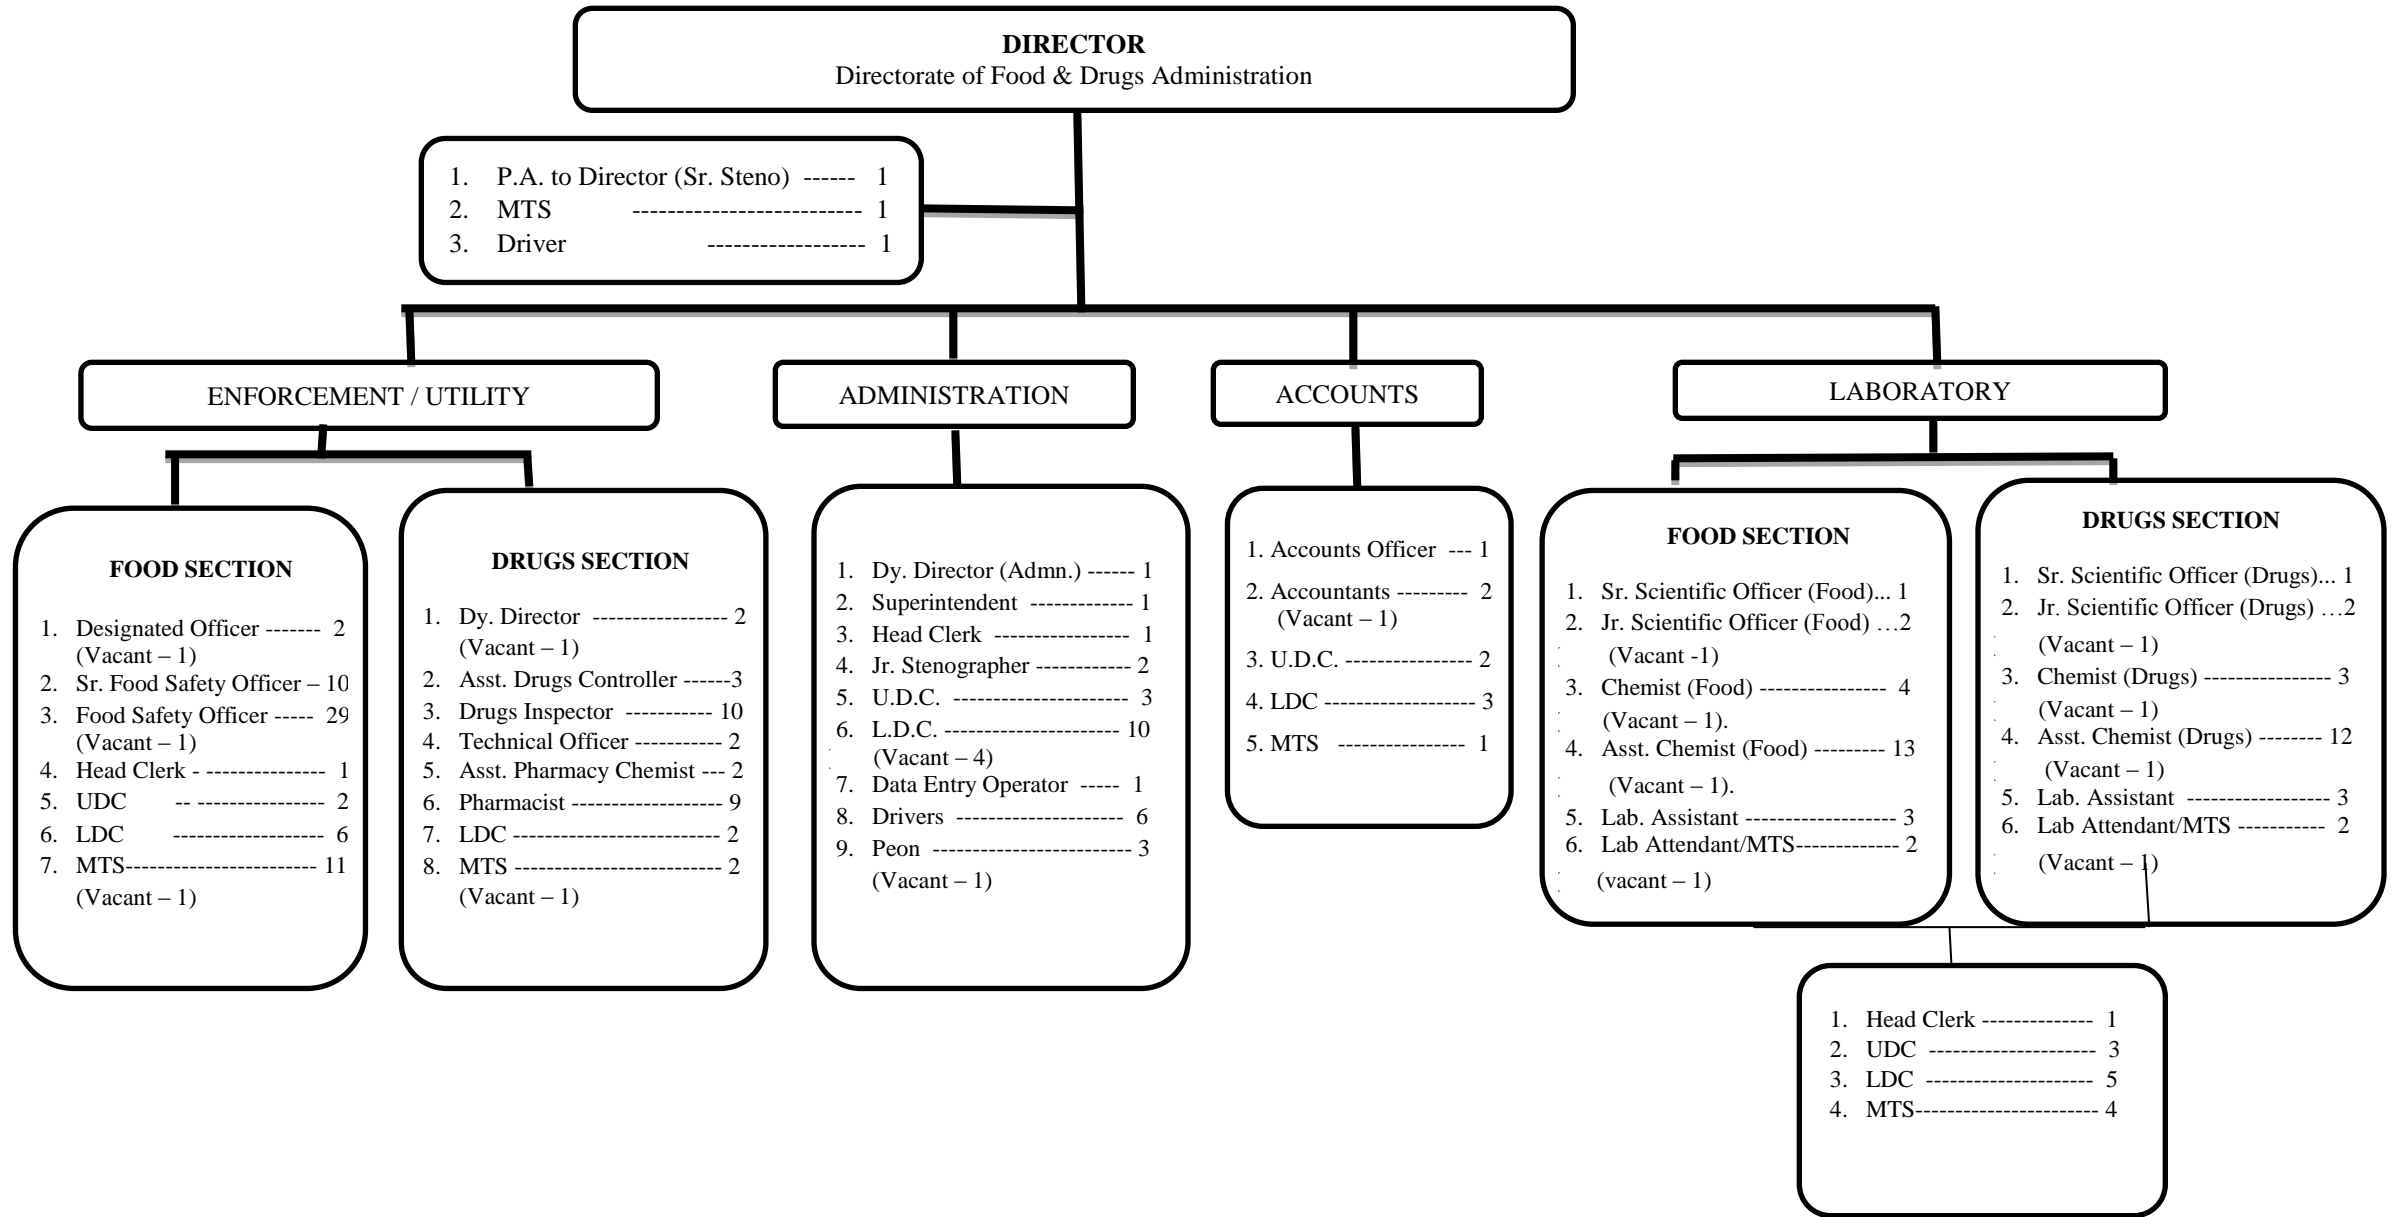 DIRECTOR
Directorate of Food & Drugs Administration
1. P.A. to Director (Sr. Steno) ------ 1
2. MTS -------------------------- 1
3. Driver ------------------ 1
ENFORCEMENT / UTILITY
ADMINISTRATION
ACCOUNTS
LABORATORY
FOOD SECTION
1. Designated Officer ------- 2
(Vacant – 1)
2. Sr. Food Safety Officer – 10
3. Food Safety Officer ----- 29
(Vacant – 1)
4. Head Clerk - --------------- 1
5. UDC -- ---------------- 2
6. LDC ------------------- 6
7. MTS------------------------ 11
(Vacant – 1)
DRUGS SECTION
1. Dy. Director ----------------- 2
(Vacant – 1)
2. Asst. Drugs Controller ------3
3. Drugs Inspector ----------- 10
4. Technical Officer ----------- 2
5. Asst. Pharmacy Chemist --- 2
6. Pharmacist ------------------- 9
7. LDC -------------------------- 2
8. MTS -------------------------- 2
(Vacant – 1)
1. Dy. Director (Admn.) ------ 1
2. Superintendent ------------- 1
3. Head Clerk ----------------- 1
4. Jr. Stenographer ------------- 2
5. U.D.C. ---------------------- 3
6. L.D.C. ---------------------- 10
(Vacant – 4)
7. Data Entry Operator ----- 1
8. Drivers --------------------- 6
9. Peon ------------------------- 3
(Vacant – 1)
1. Accounts Officer --- 1
2. Accountants --------- 2
(Vacant – 1)
3. U.D.C. ---------------- 2
4. LDC ------------------- 3
5. MTS ---------------- 1
FOOD SECTION
1. Sr. Scientific Officer (Food)... 1
2. Jr. Scientific Officer (Food) …2
(Vacant -1)
3. Chemist (Food) ---------------- 4
(Vacant – 1).
4. Asst. Chemist (Food) --------- 13
(Vacant – 1).
5. Lab. Assistant ------------------- 3
6. Lab Attendant/MTS------------- 2
(vacant – 1)
DRUGS SECTION
1. Sr. Scientific Officer (Drugs)... 1
2. Jr. Scientific Officer (Drugs) …2
(Vacant – 1)
3. Chemist (Drugs) ---------------- 3
(Vacant – 1)
4. Asst. Chemist (Drugs) -------- 12
(Vacant – 1)
5. Lab. Assistant ------------------ 3
6. Lab Attendant/MTS ----------- 2
(Vacant – 1)
1. Head Clerk -------------- 1
2. UDC --------------------- 3
3. LDC --------------------- 5
4. MTS----------------------- 4